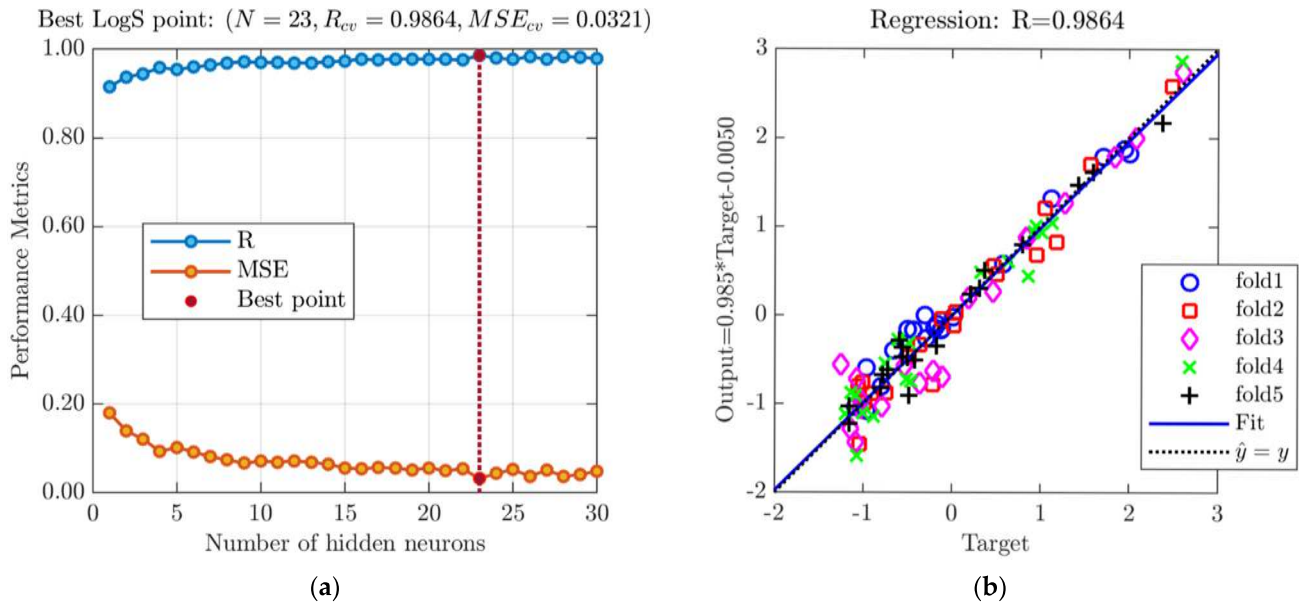 Best LogS point: (N = 23, R_cv = 0.9864, MSE_cv = 0.0321)
Performance Metrics
1.00
0.80
0.60
0.40
0.20
0.00
R
MSE
Best point
0 5 10 15 20 25 30
Number of hidden neurons
(a)
Regression: R=0.9864
Output=0.985*Target-0.0050
3
2
1
0
-1
-2
fold1
fold2
fold3
fold4
fold5
Fit
ŷ = y
-2 -1 0 1 2 3
Target
(b)